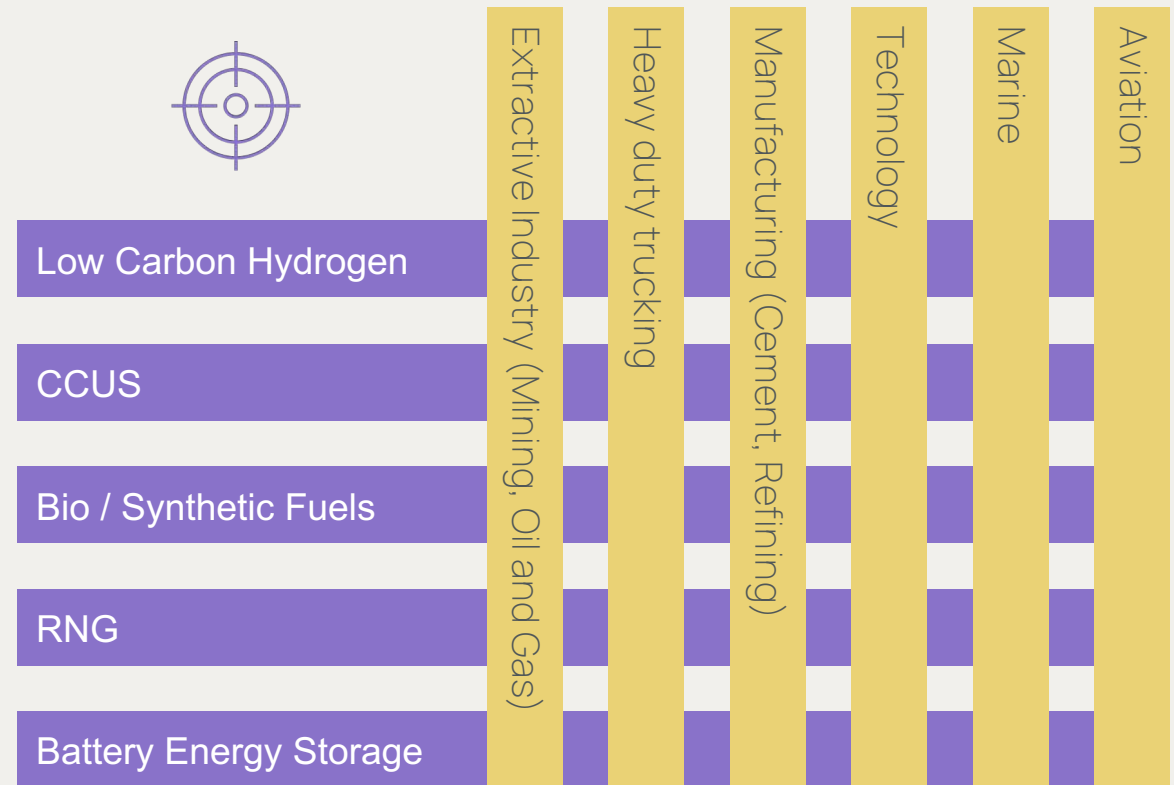 Extractive Industry (Mining, Oil and Gas)
Heavy duty trucking
Manufacturing (Cement, Refining)
Technology
Marine
Aviation
Low Carbon Hydrogen
CCUS
Bio / Synthetic Fuels
RNG
Battery Energy Storage